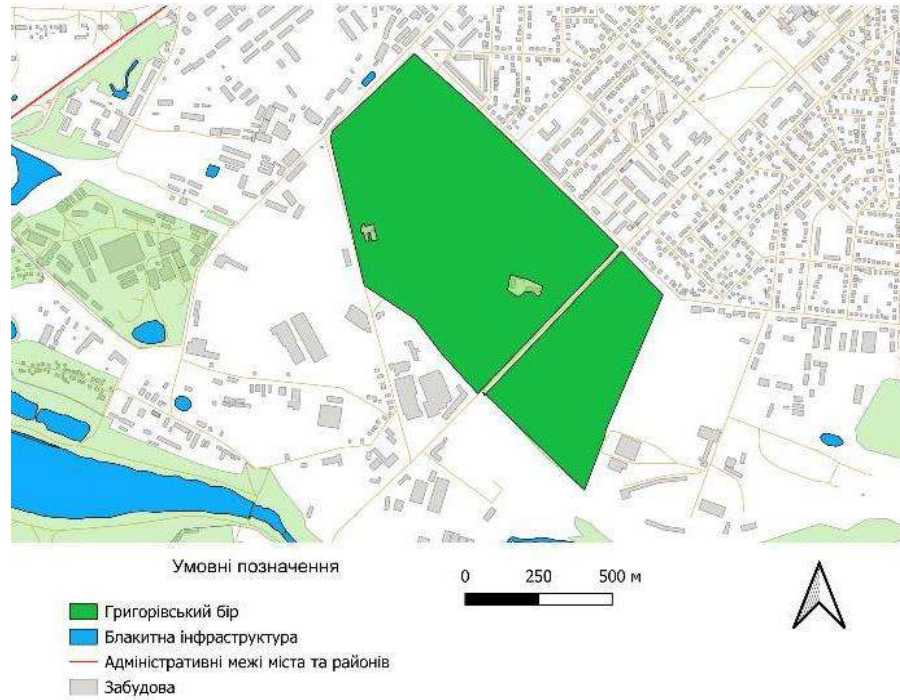 Умовні позначення
0 250 500 м
Григорівський бір
Блакитна інфраструктура
Адміністративні межі міста та районів
Забудова